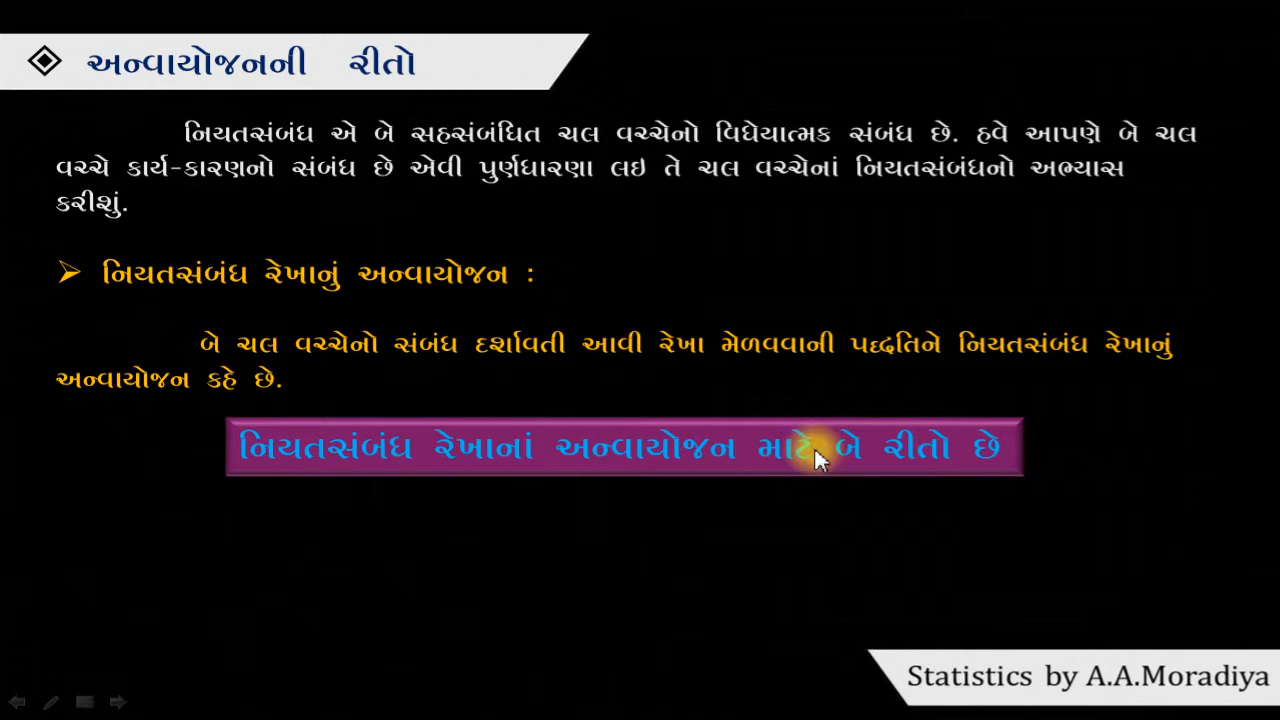 અન્વાયોજનની રીતો
નિયતસંબંધ એ બે સહસંબંધિત ચલ વચ્ચેનો વિધેયાત્મક સંબંધ છે. હવે આપણે બે ચલ
વચ્ચે કાર્ય-કારણનો સંબંધ છે એવી પુર્ણધારણા લઇ તે ચલ વચ્ચેનાં નિયતસંબંધનો અભ્યાસ
કરીશું.
➢ નિયતસંબંધ રેખાનું અન્વાયોજન :
બે ચલ વચ્ચેનો સંબંધ દર્શાવતી આવી રેખા મેળવવાની પદ્ધતિને નિયતસંબંધ રેખાનું
અન્વાયોજન કહે છે.
નિયતસંબંધ રેખાનાં અન્વાયોજન માટે બે રીતો છે
Statistics by A.A.Moradiya